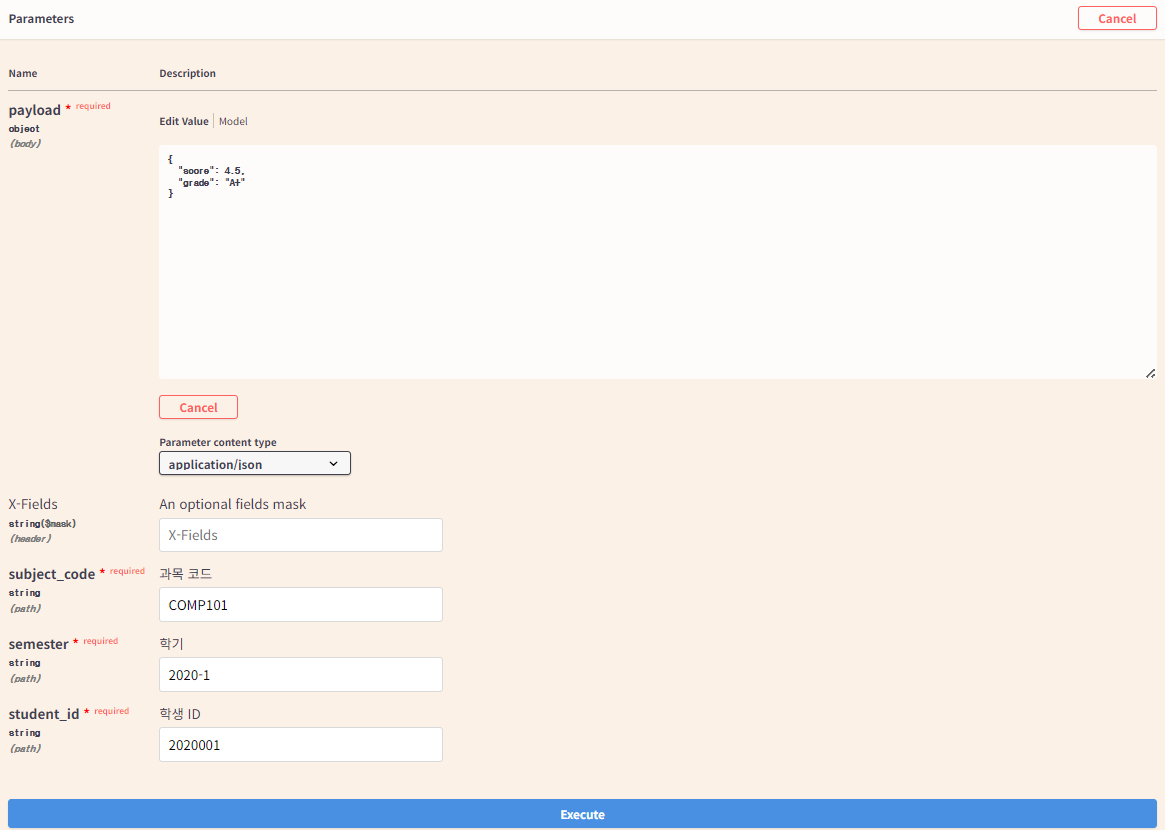 Parameters
Cancel
Name Description
payload * required
object
(body)
Edit Value Model
{
"score": 4.5,
"grade": "A+"
}
Cancel
Parameter content type
application/json
X-Fields
string($mask)
(header)
An optional fields mask
X-Fields
subject_code * required
string
(path)
과목 코드
COMP101
semester * required
string
(path)
학기
2020-1
student_id * required
string
(path)
학생 ID
2020001
Execute